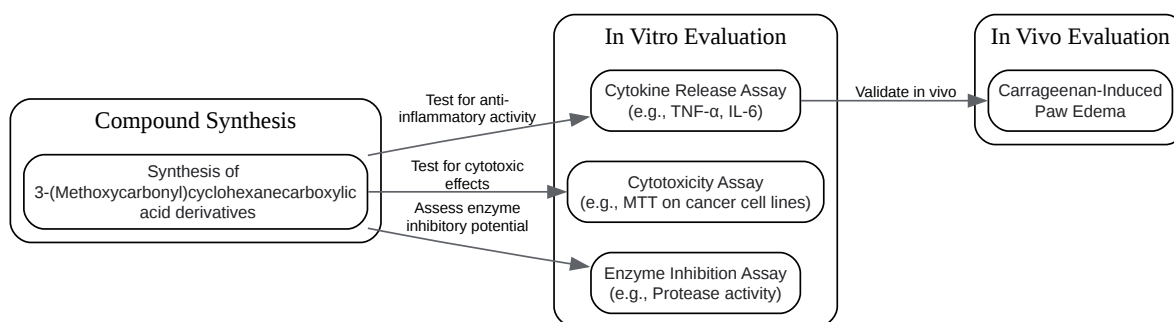 Compound Synthesis
Synthesis of
3-(Methoxycarbonyl)cyclohexanecarboxylic
acid derivatives
Test for anti-
inflammatory activity
Test for cytotoxic
effects
Assess enzyme
inhibitory potential
In Vitro Evaluation
Cytokine Release Assay
(e.g., TNF-α, IL-6)
Cytotoxicity Assay
(e.g., MTT on cancer cell lines)
Enzyme Inhibition Assay
(e.g., Protease activity)
Validate in vivo
In Vivo Evaluation
Carrageenan-Induced
Paw Edema